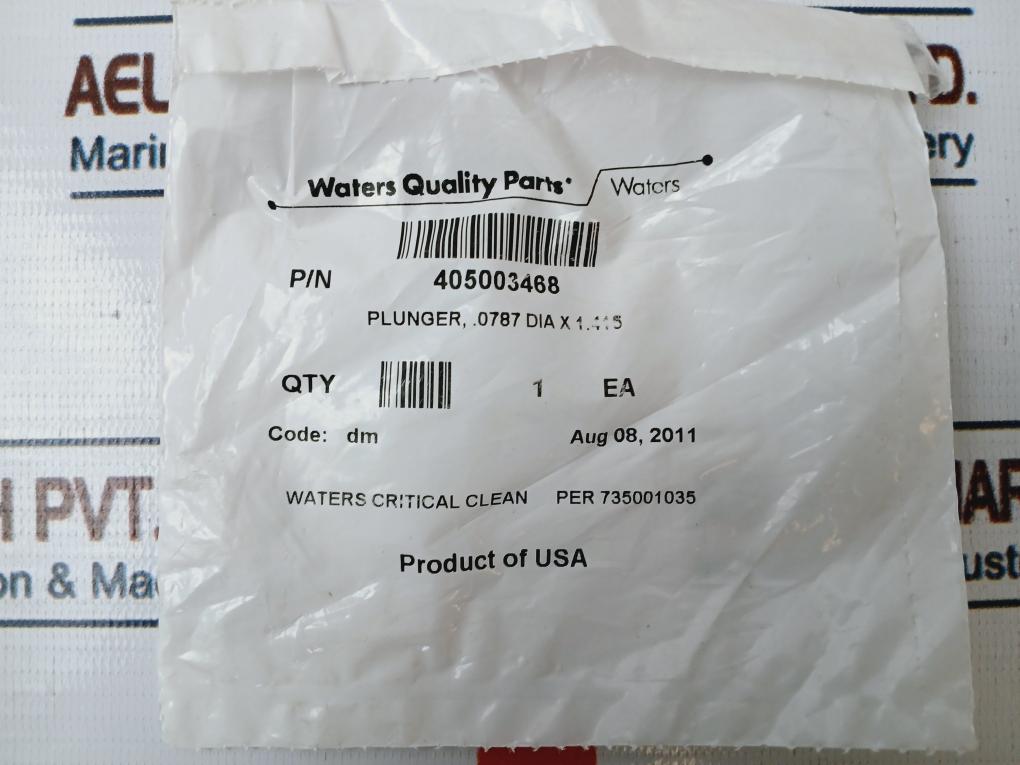 Waters Quality Parts
Waters
P/N 405003468
PLUNGER, .0787 DIA X
QTY 1 EA
Code: dm Aug 08, 2011
WATERS CRITICAL CLEAN PER 735001035
Product of USA
PVT.
&